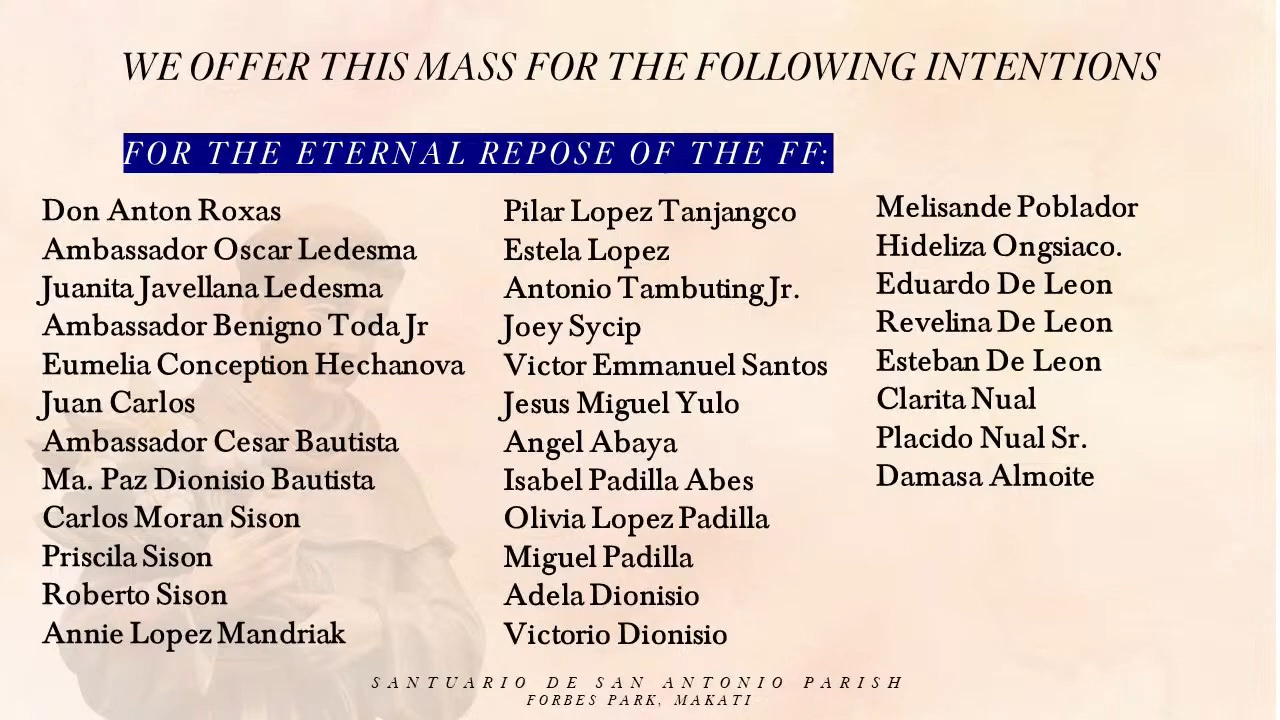 WE OFFER THIS MASS FOR THE FOLLOWING INTENTIONS
FOR THE ETERNAL REPOSE OF THE FF:
Don Anton Roxas
Ambassador Oscar Ledesma
Juanita Javellana Ledesma
Ambassador Benigno Toda Jr
Eumelia Conception Hechanova
Juan Carlos
Ambassador Cesar Bautista
Ma. Paz Dionisio Bautista
Carlos Moran Sison
Priscila Sison
Roberto Sison
Annie Lopez Mandriak
Pilar Lopez Tanjangco
Estela Lopez
Antonio Tambuting Jr.
Joey Sycip
Victor Emmanuel Santos
Jesus Miguel Yulo
Angel Abaya
Isabel Padilla Abes
Olivia Lopez Padilla
Miguel Padilla
Adela Dionisio
Victorio Dionisio
Melisande Poblador
Hideliza Ongsiaco.
Eduardo De Leon
Revelina De Leon
Esteban De Leon
Clarita Nual
Placido Nual Sr.
Damasa Almoite
SANTUARIO DE SAN ANTONIO PARISH
FORBES PARK, MAKATI